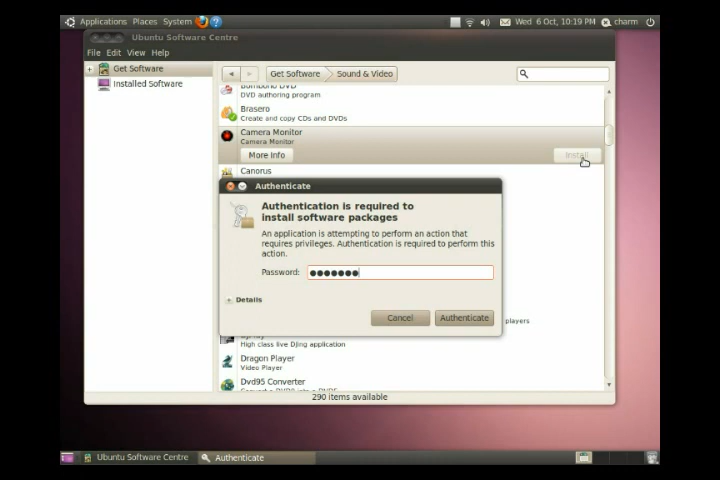 Applications Places System
Wed 6 Oct, 10:19 PM charm
Ubuntu Software Centre
File Edit View Help
Get Software
Installed Software
Get Software Sound & Video
DVD authoring program
Brasero
Create and copy CDs and DVDs
Camera Monitor
Camera Monitor
More Info Install
Canorus
Authenticate
Authentication is required to
install software packages
An application is attempting to perform an action that
requires privileges. Authentication is required to perform this
action.
Password: ●●●●●●●
Details
Cancel Authenticate
players
High class live DJing application
Dragon Player
Video Player
Dvd95 Converter
290 items available
Ubuntu Software Centre Authenticate